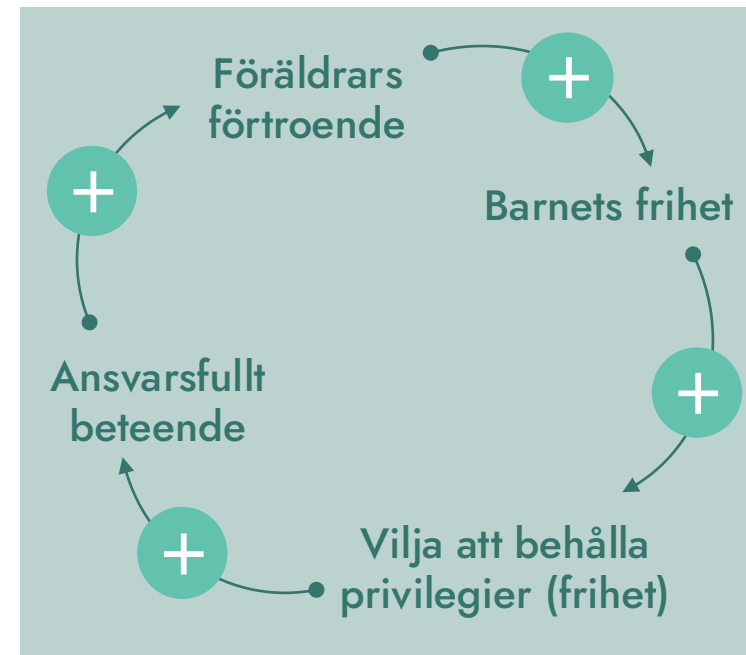 Föräldrars
förtroende
+
Barnets frihet
+
Vilja att behålla
privilegier (frihet)
+
Ansvarsfullt
beteende
+